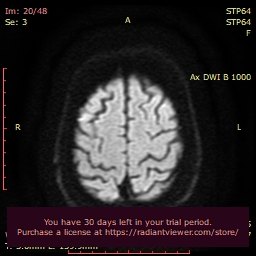 Im: 20/48
Se: 3
A
STP64
STP64
F
Ax DWI B 1000
R
L
You have 30 days left in your trial period.
Purchase a license at https://radiantviewer.com/store/